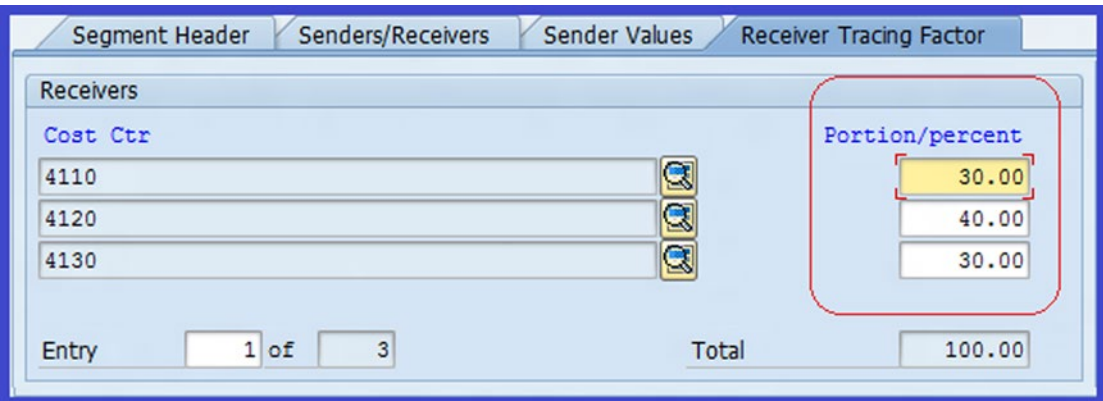 Segment Header Senders/Receivers Sender Values Receiver Tracing Factor
Receivers
Cost Ctr Portion/percent
4110 30.00
4120 40.00
4130 30.00
Entry 1 of 3 Total 100.00